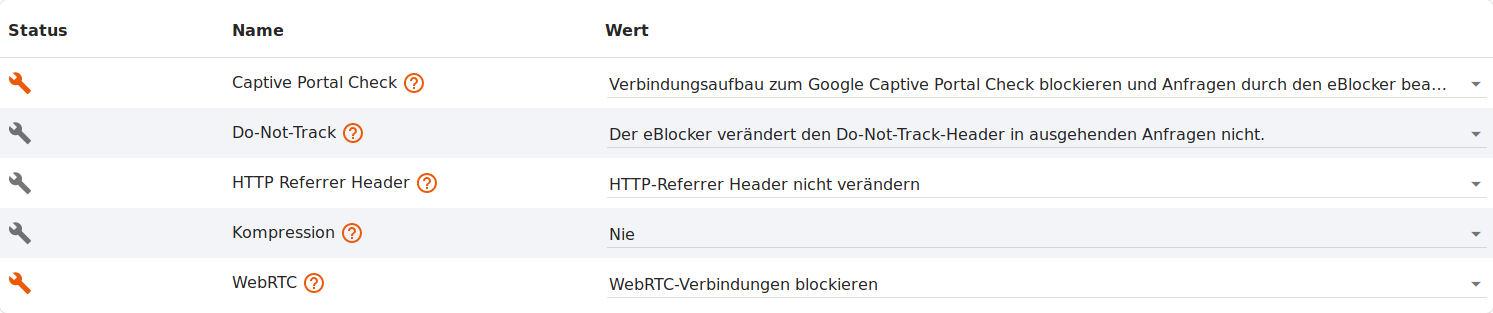 Status Name Wert
Captive Portal Check ? Verbindungsaufbau zum Google Captive Portal Check blockieren und Anfragen durch den eBlocker bea...
Do-Not-Track ? Der eBlocker verändert den Do-Not-Track-Header in ausgehenden Anfragen nicht.
HTTP Referrer Header ? HTTP-Referrer Header nicht verändern
Kompression ? Nie
WebRTC ? WebRTC-Verbindungen blockieren